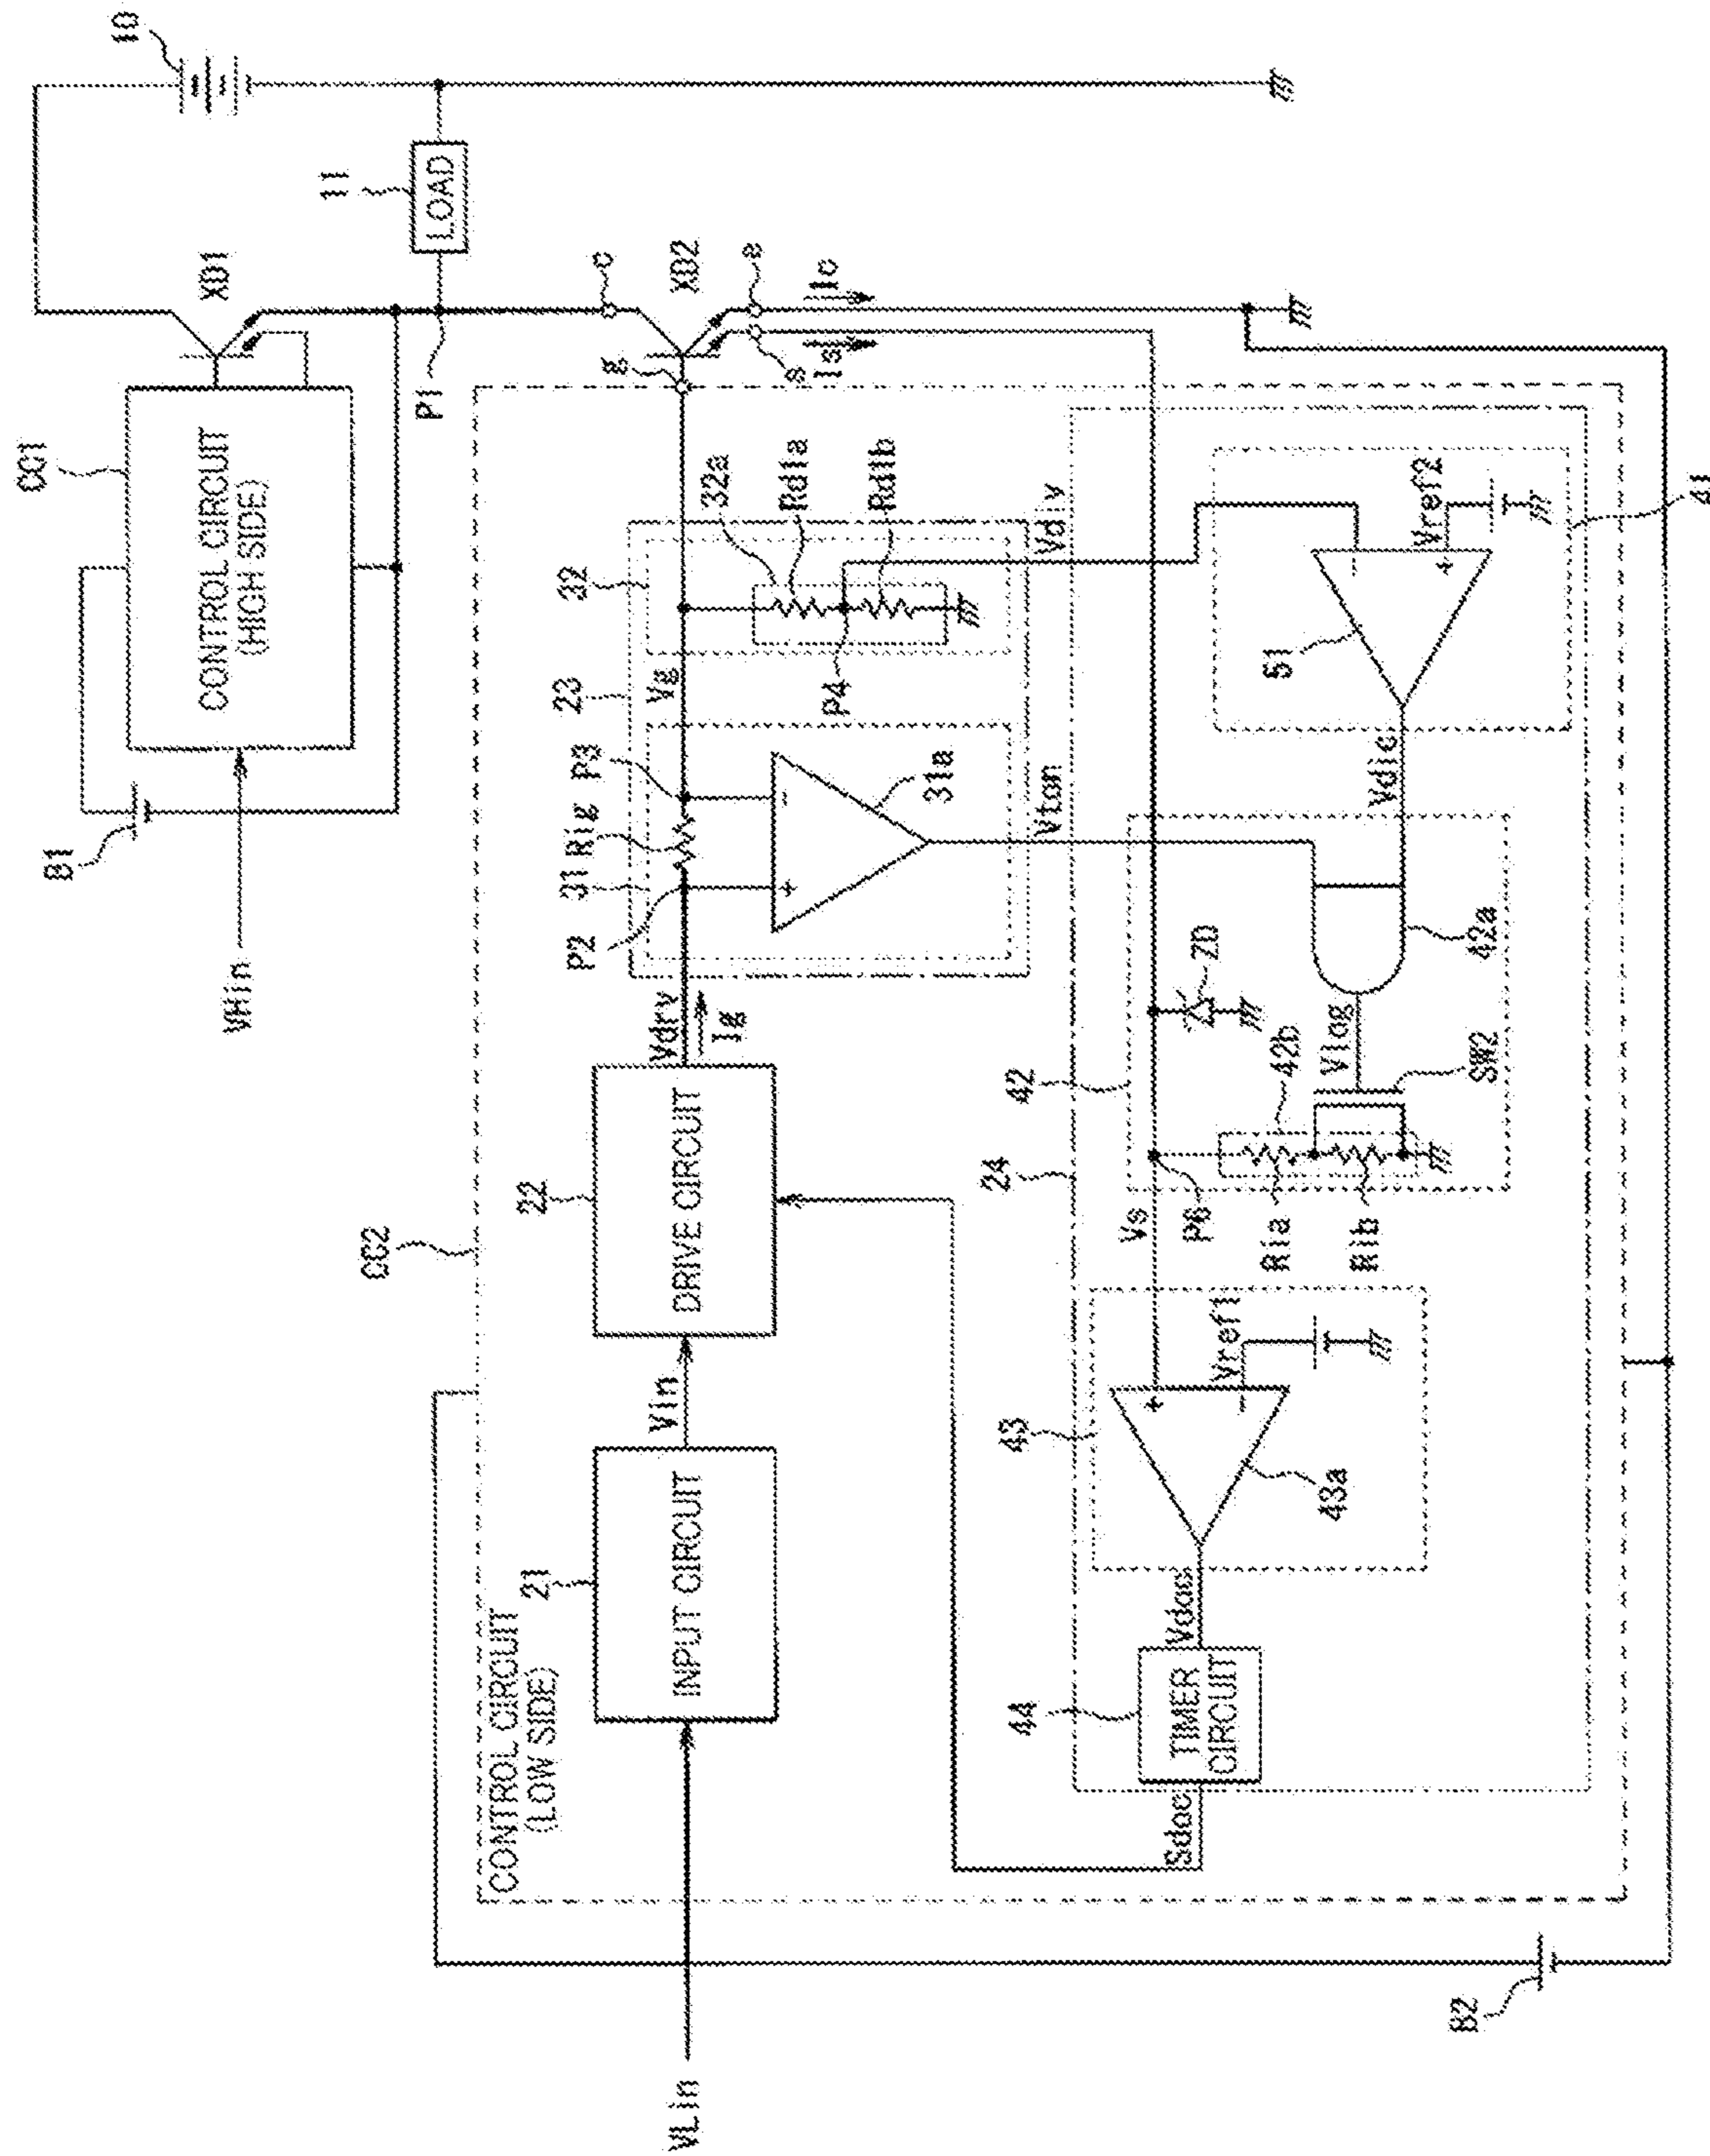 10
11
LOAD
XD1
CC1
CONTROL CIRCUIT
(HIGH SIDE)
B1
VHin
P1
c
XD2
g
s
e
Is
Ic
CC2
CONTROL CIRCUIT
(LOW SIDE)
VLin
21
INPUT CIRCUIT
Vin
22
DRIVE CIRCUIT
Vdrv
Ig
23
31
Rig
P2
P3
+
-
31a
Vg
32
32a
Rd1a
Rd1b
P4
Vton
Vdiv
24
44
TIMER
CIRCUIT
Sdoc
Vdoc
43
43a
+
-
Vref1
Vs
P6
42
42b
Ria
Rib
ZD
Vlog
SW2
42a
Vdic
51
-
+
Vref2
41
B2